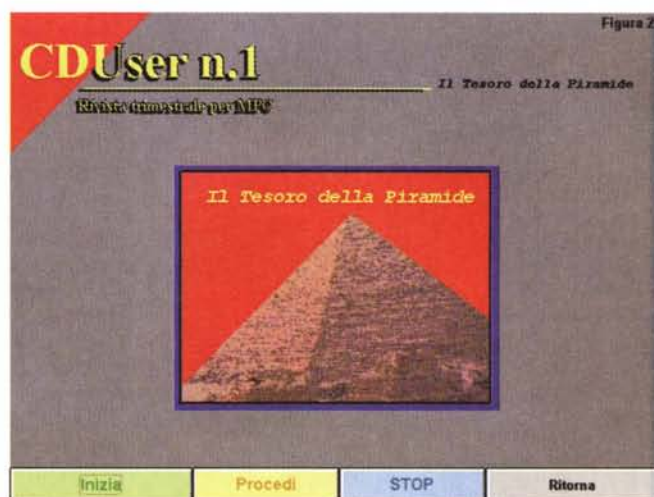 Figura 2
CDUser n.1
Il Tesoro della Piramide
Rivista trimestrale per MPC
Il Tesoro della Piramide
Inizia
Procedi
STOP
Ritorna